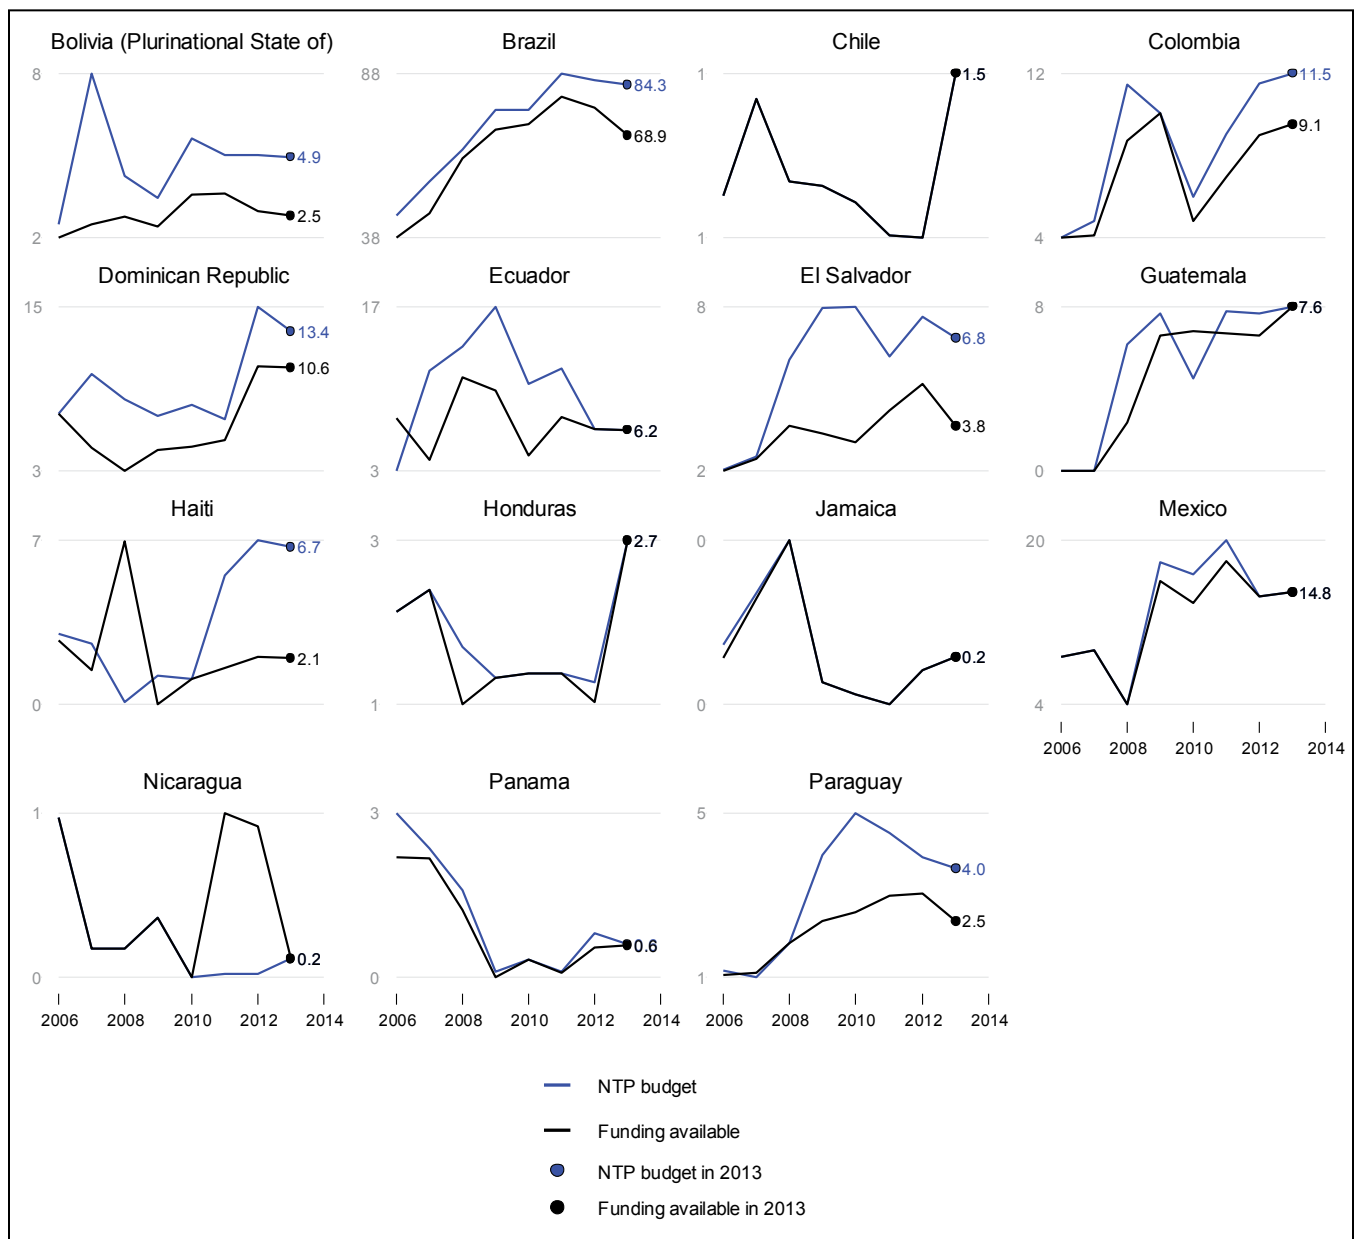 Bolivia (Plurinational State of)
8
2
4.9
2.5
Brazil
88
38
84.3
68.9
Chile
1
1
1.5
Colombia
12
4
11.5
9.1
Dominican Republic
15
3
13.4
10.6
Ecuador
17
3
6.2
El Salvador
8
2
6.8
3.8
Guatemala
8
0
7.6
Haiti
7
0
6.7
2.1
Honduras
3
1
2.7
Jamaica
0
0
0.2
Mexico
20
4
14.8
2006 2008 2010 2012 2014
Nicaragua
1
0
0.2
2006 2008 2010 2012 2014
Panama
3
0
0.6
2006 2008 2010 2012 2014
Paraguay
5
1
4.0
2.5
2006 2008 2010 2012 2014
NTP budget
Funding available
NTP budget in 2013
Funding available in 2013